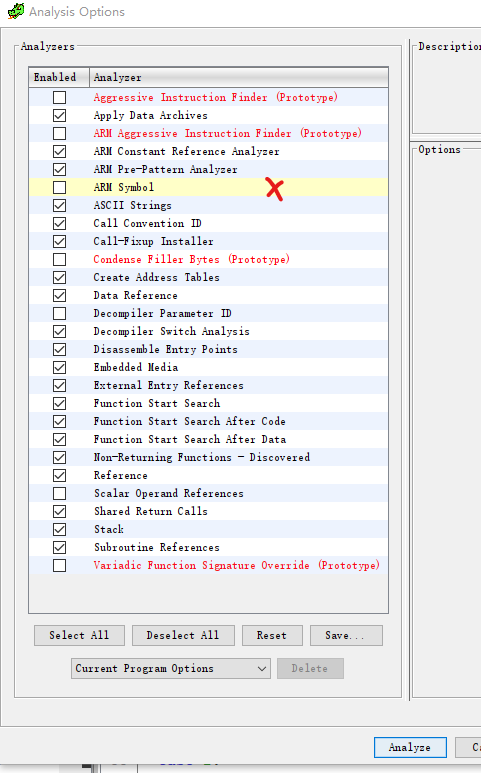 Analysis Options
Analyzers
Description
Enabled Analyzer
Options
Aggressive Instruction Finder (Prototype)
Apply Data Archives
ARM Aggressive Instruction Finder (Prototype)
ARM Constant Reference Analyzer
ARM Pre-Pattern Analyzer
ARM Symbol
ASCII Strings
Call Convention ID
Call-Fixup Installer
Condense Filler Bytes (Prototype)
Create Address Tables
Data Reference
Decompiler Parameter ID
Decompiler Switch Analysis
Disassemble Entry Points
Embedded Media
External Entry References
Function Start Search
Function Start Search After Code
Function Start Search After Data
Non-Returning Functions - Discovered
Reference
Scalar Operand References
Shared Return Calls
Stack
Subroutine References
Variadic Function Signature Override (Prototype)
Select All Deselect All Reset Save...
Current Program Options Delete
Analyze